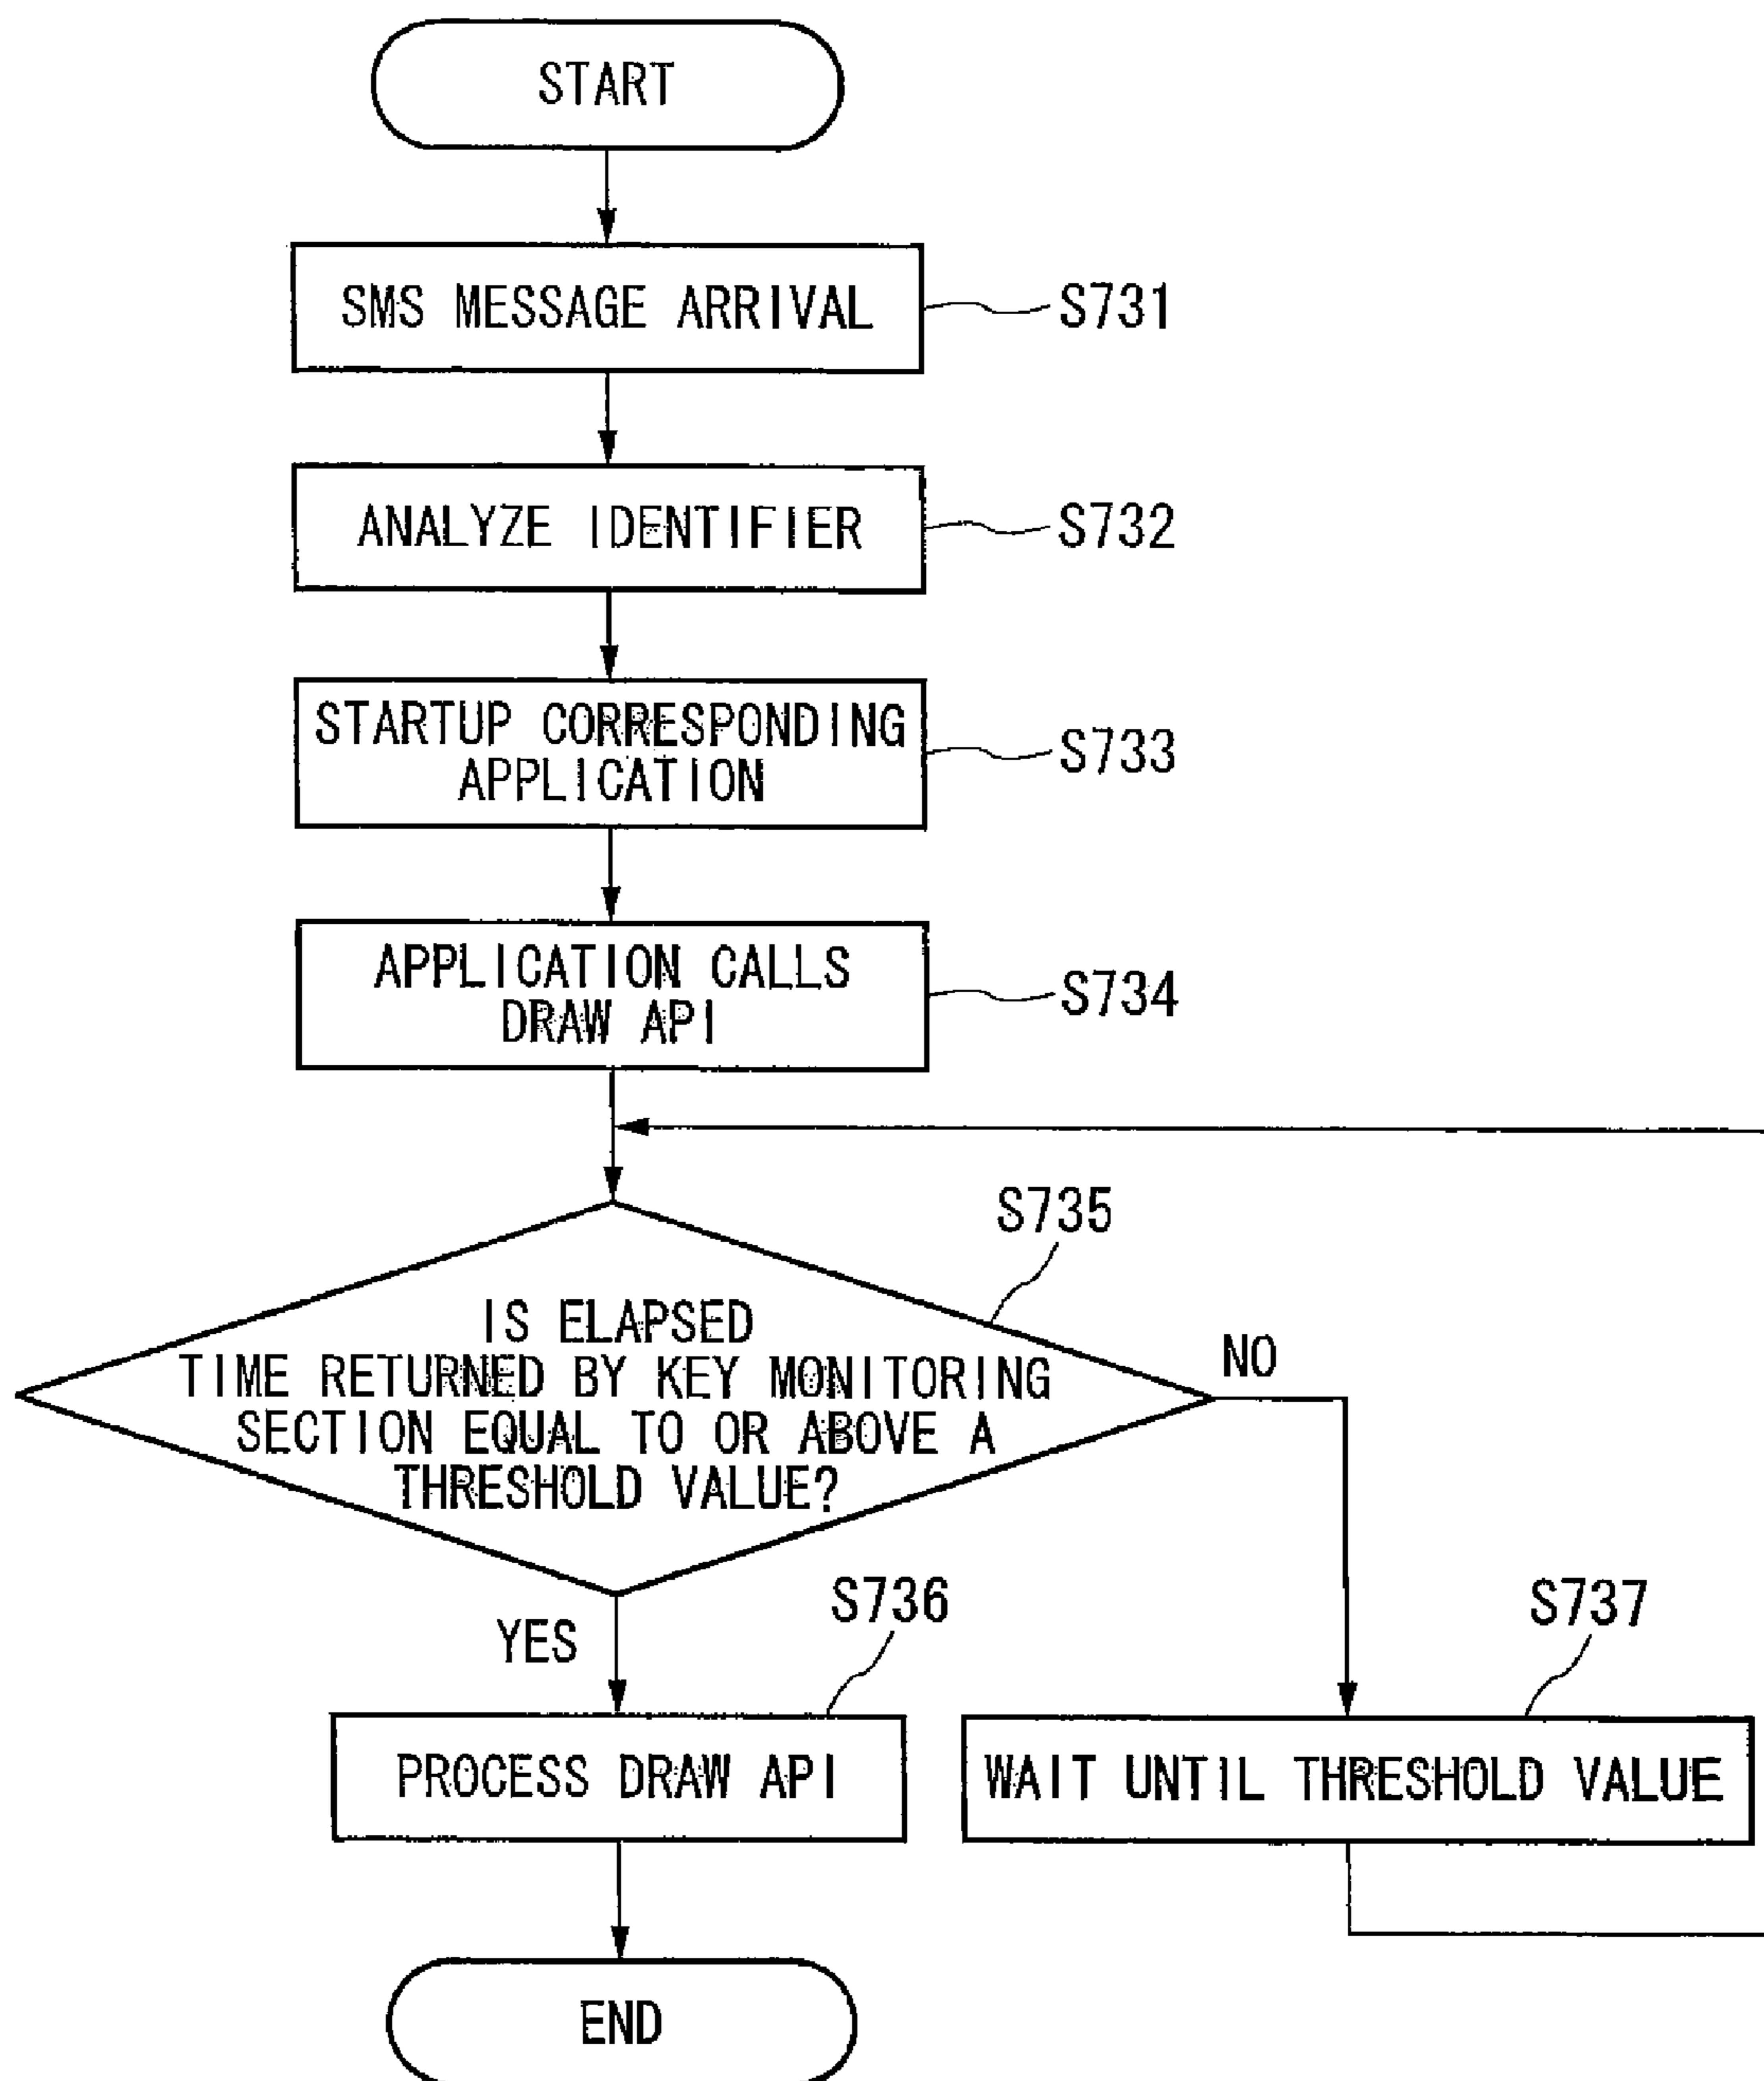 START
SMS MESSAGE ARRIVAL
S731
ANALYZE IDENTIFIER
S732
STARTUP CORRESPONDING
APPLICATION
S733
APPLICATION CALLS
DRAW API
S734
S735
IS ELAPSED
TIME RETURNED BY KEY MONITORING
SECTION EQUAL TO OR ABOVE A
THRESHOLD VALUE?
NO
YES
S736
S737
PROCESS DRAW API
WAIT UNTIL THRESHOLD VALUE
END